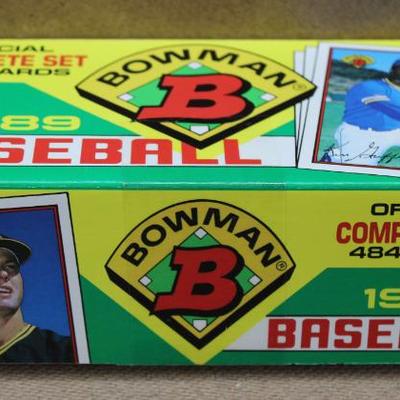 CIAL
ETE SET
ARDS
BOWMAN®
B
89
SEBALL
BOWMAN®
B
OF
COMP
484
19
BASE